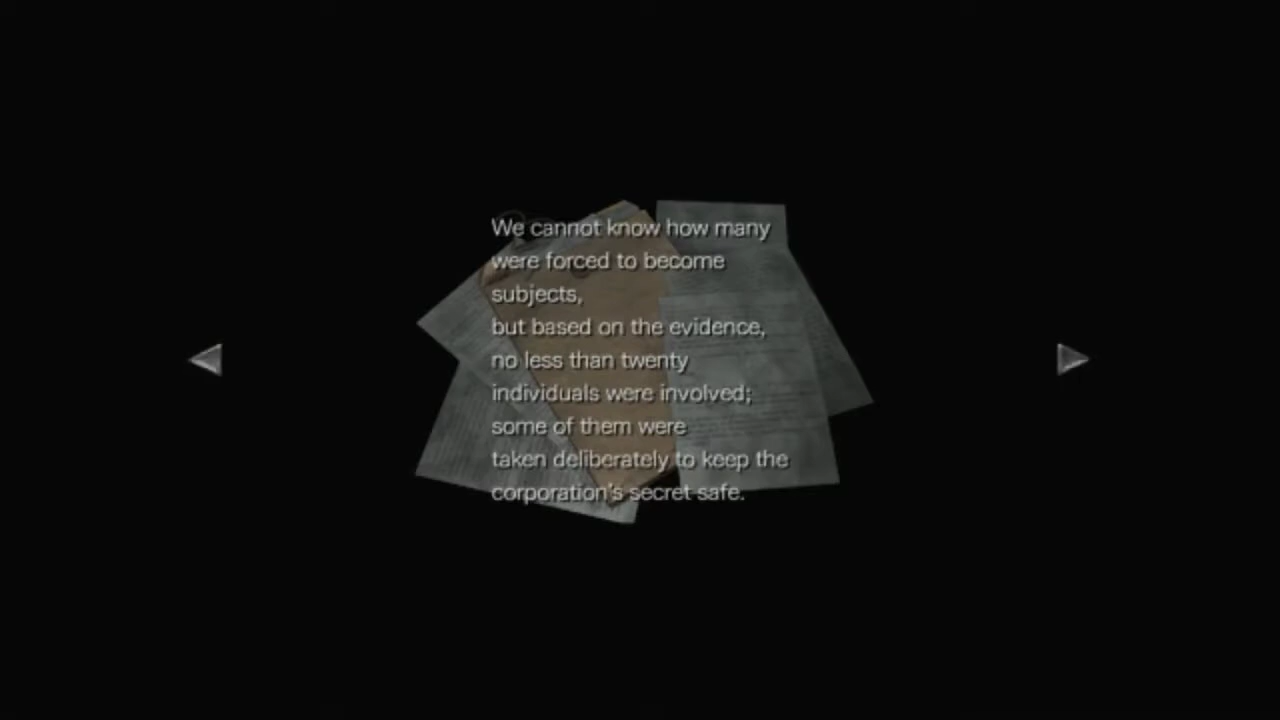 We cannot know how many
were forced to become
subjects,
but based on the evidence,
no less than twenty
individuals were involved;
some of them were
taken deliberately to keep the
corporation's secret safe.